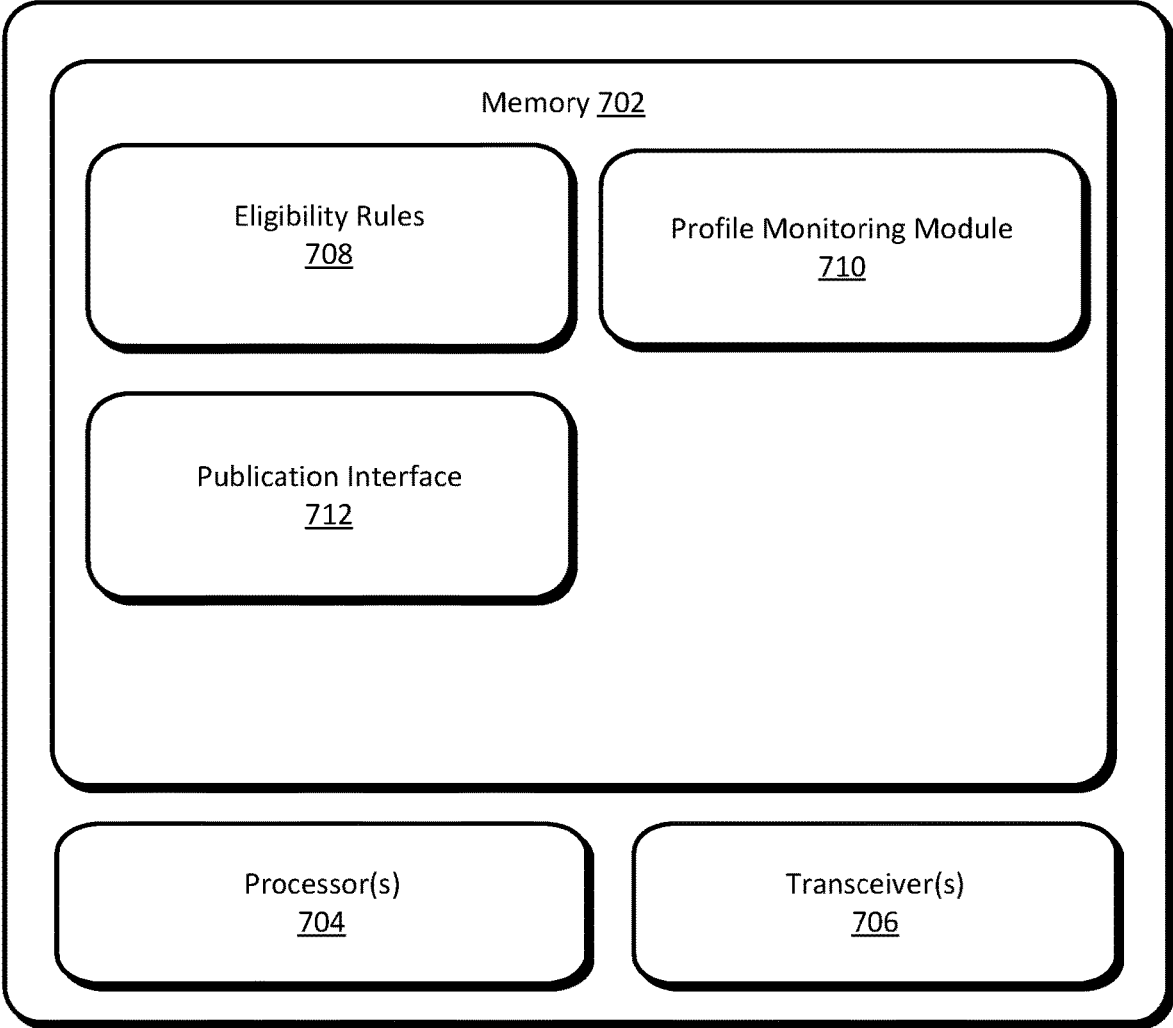 Memory 702
Eligibility Rules
708
Profile Monitoring Module
710
Publication Interface
712
Processor(s)
704
Transceiver(s)
706